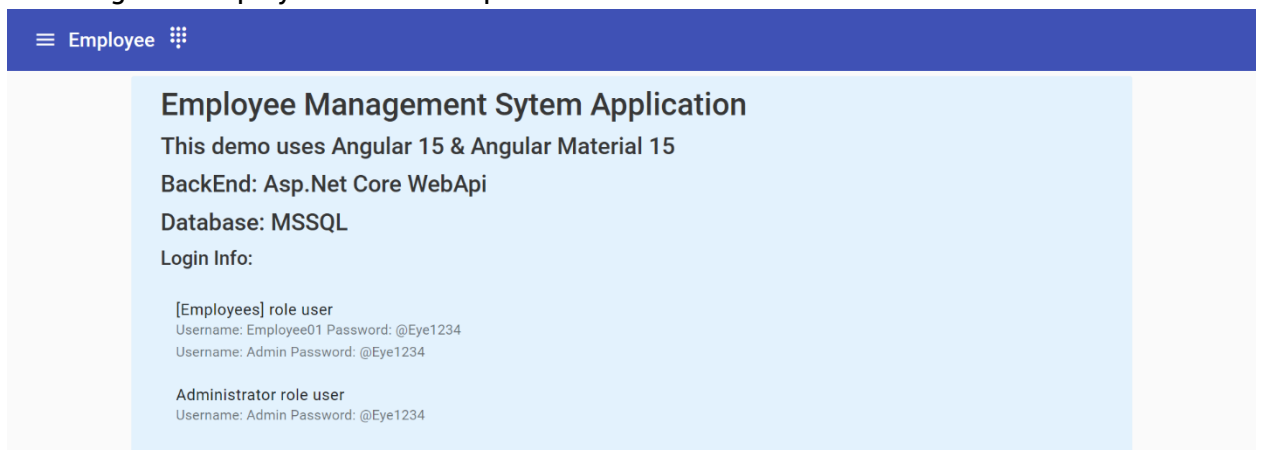 Employee
Employee Management Sytem Application
This demo uses Angular 15 & Angular Material 15
BackEnd: Asp.Net Core WebApi
Database: MSSQL
Login Info:
[Employees] role user
Username: Employee01 Password: @Eye1234
Username: Admin Password: @Eye1234
Administrator role user
Username: Admin Password: @Eye1234